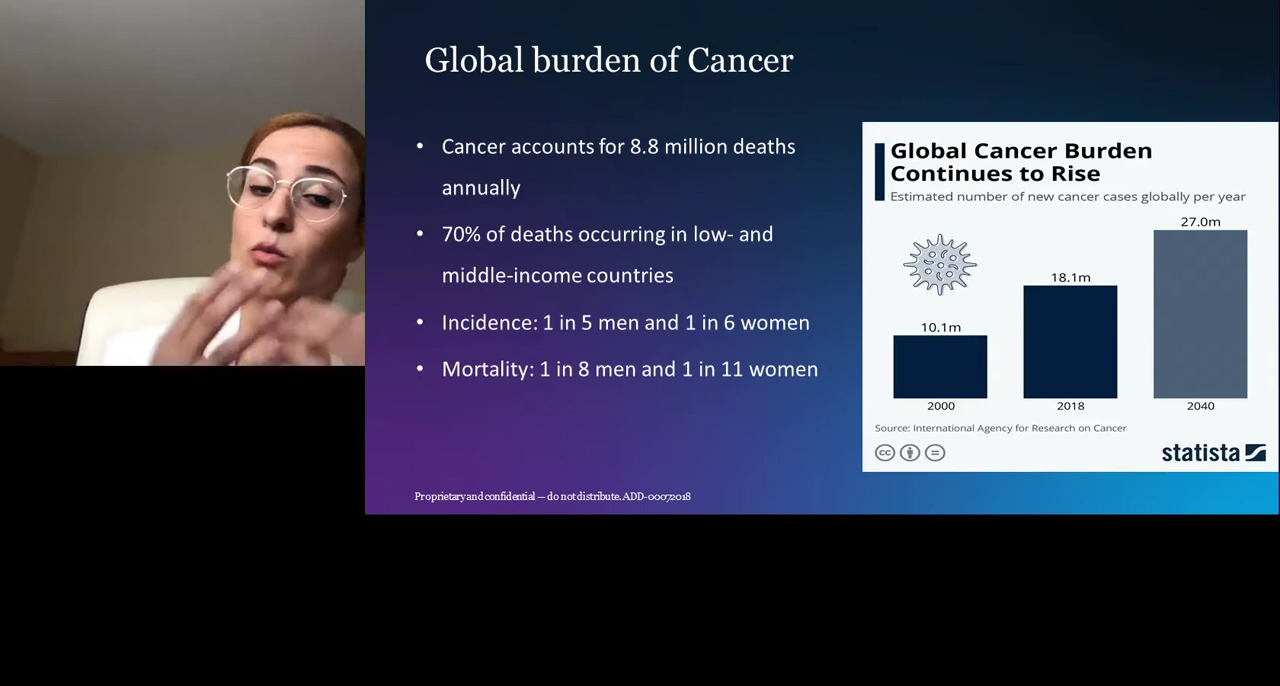 Global burden of Cancer
• Cancer accounts for 8.8 million deaths
annually
• 70% of deaths occurring in low- and
middle-income countries
• Incidence: 1 in 5 men and 1 in 6 women
• Mortality: 1 in 8 men and 1 in 11 women
Proprietary and confidential — do not distribute. ADD-00072018
Global Cancer Burden
Continues to Rise
Estimated number of new cancer cases globally per year
10.1m
18.1m
27.0m
2000
2018
2040
Source: International Agency for Research on Cancer
cc
statista